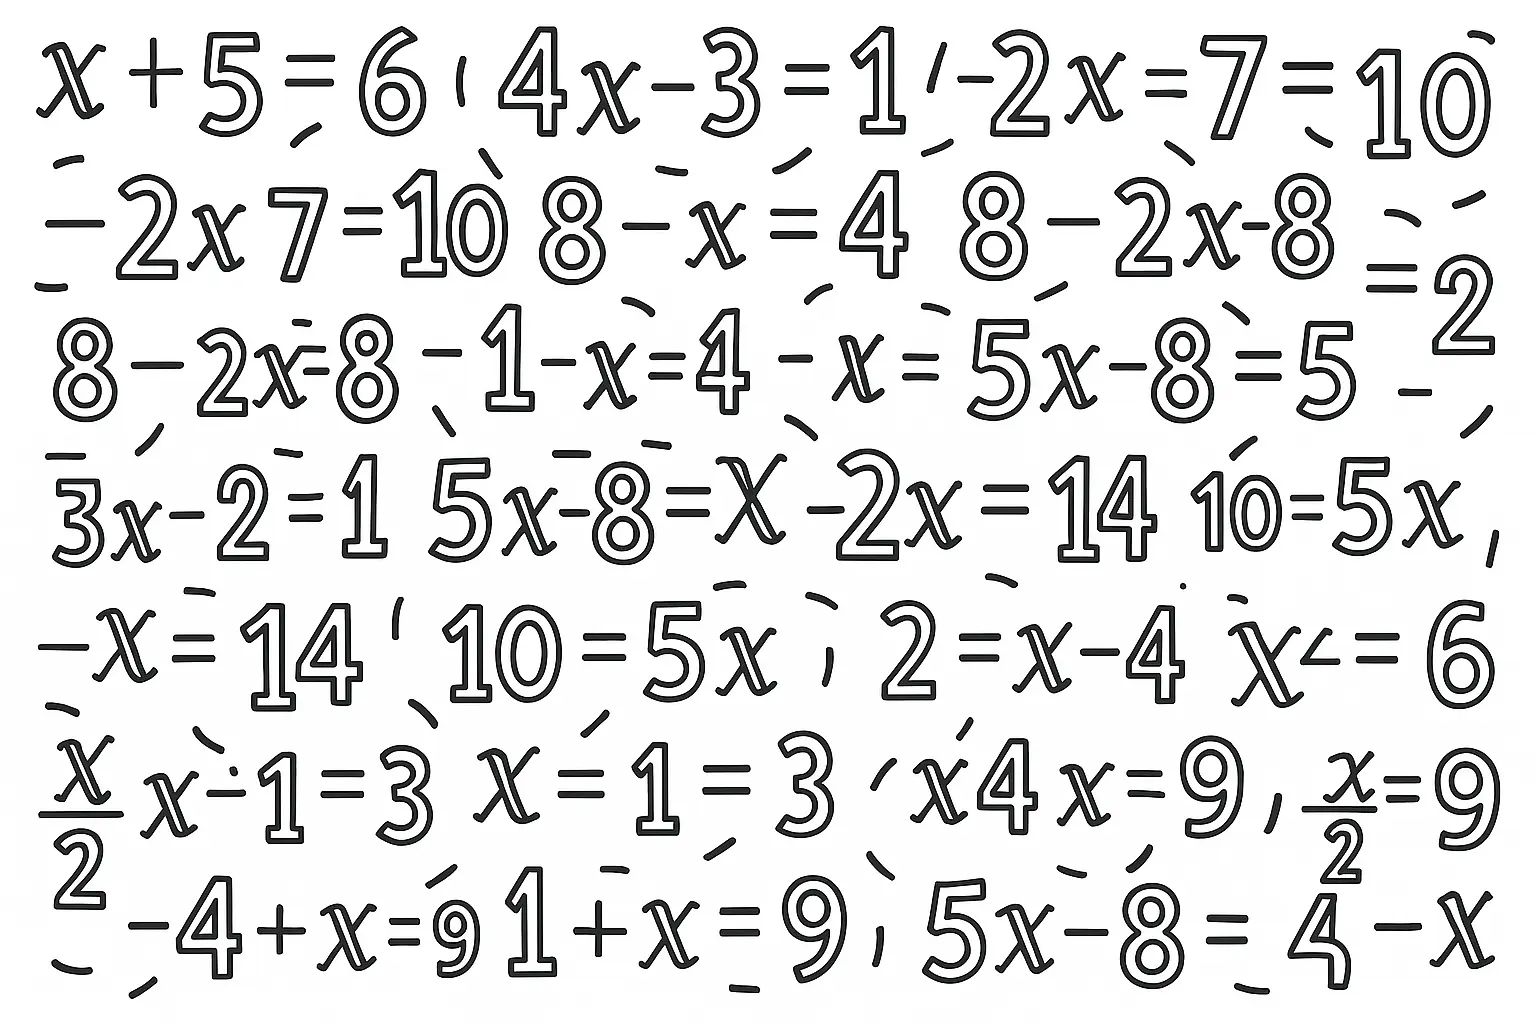 x + 5 = 6 4x - 3 = 1 -2x = 7 = 10
-2x 7 = 10 8 - x = 4 8 - 2x - 8 = 2
8 - 2x = 8 - 1 - x = 4 - x = 5x - 8 = 5
3x - 2 = 1 5x - 8 = x - 2x = 14 10 = 5x
-x = 14 10 = 5x 2 = x - 4 x = 6
x/2 x - 1 = 3 x = 1 = 3 x 4 x = 9 x/2 = 9
-4 + x = 9 1 + x = 9 5x - 8 = 4 - x